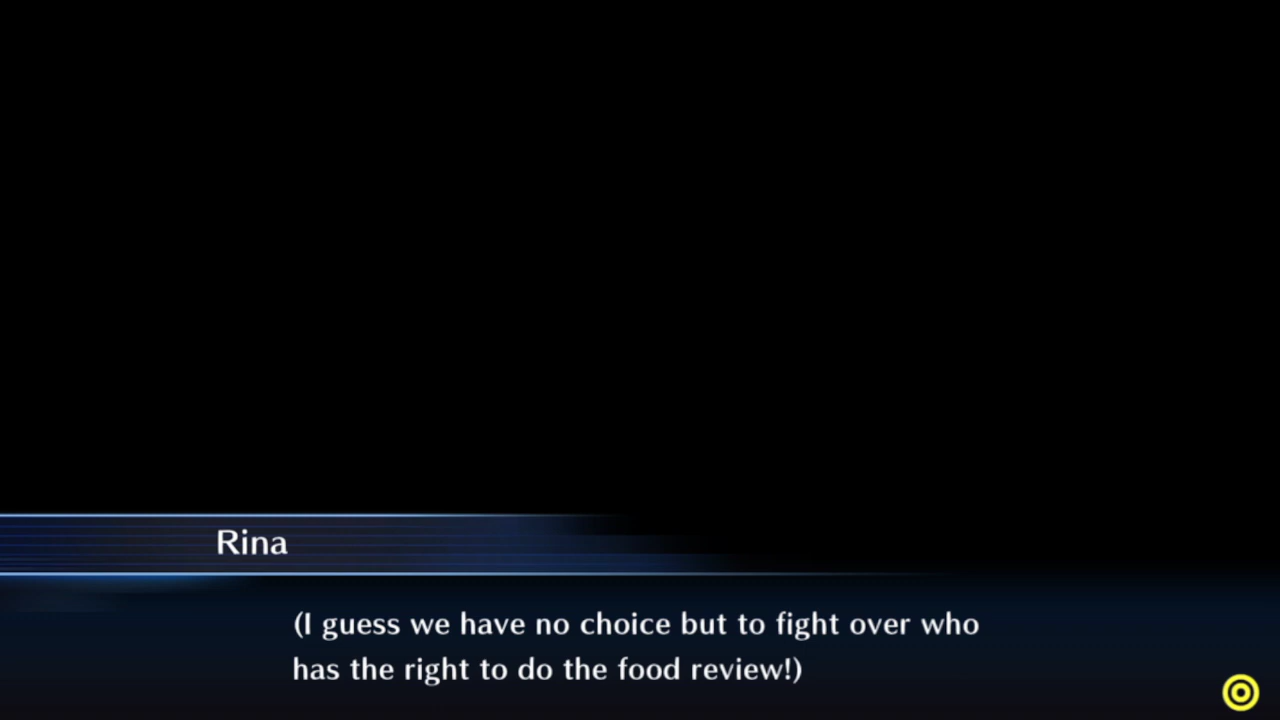 Rina
(I guess we have no choice but to fight over who
has the right to do the food review!)